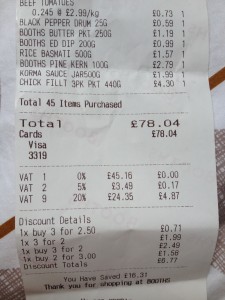 BEEF TOMATOES
0.245 @ £2.99/kg £0.73 1
BLACK PEPPER DRUM 25G £0.59 1
BOOTHS BUTTER PKT 250G £1.19 1
BOOTHS ED DIP 200G £0.99 1
RICE BASMATI 500G £1.57 1
BOOTHS PINE KERN 100G £2.79 1
KORMA SAUCE JAR500G £1.99 1
CHICK FILLT 3PK PKT 440G £4.30 1
Total 45 Items Purchased
Total £78.04
Cards £78.04
Visa
3319
VAT 1 0% £45.16 £0.00
VAT 2 5% £3.49 £0.17
VAT 9 20% £24.35 £4.87
Discount Details
1x buy 3 for 2.50 £0.71
1x 3 for 2 £1.99
1x buy 3 for £2.49
1x buy 2 for 3.00 £1.58
Discount Totals £6.77
You Have Saved £16.31
Thank you for shopping at BOOTHS